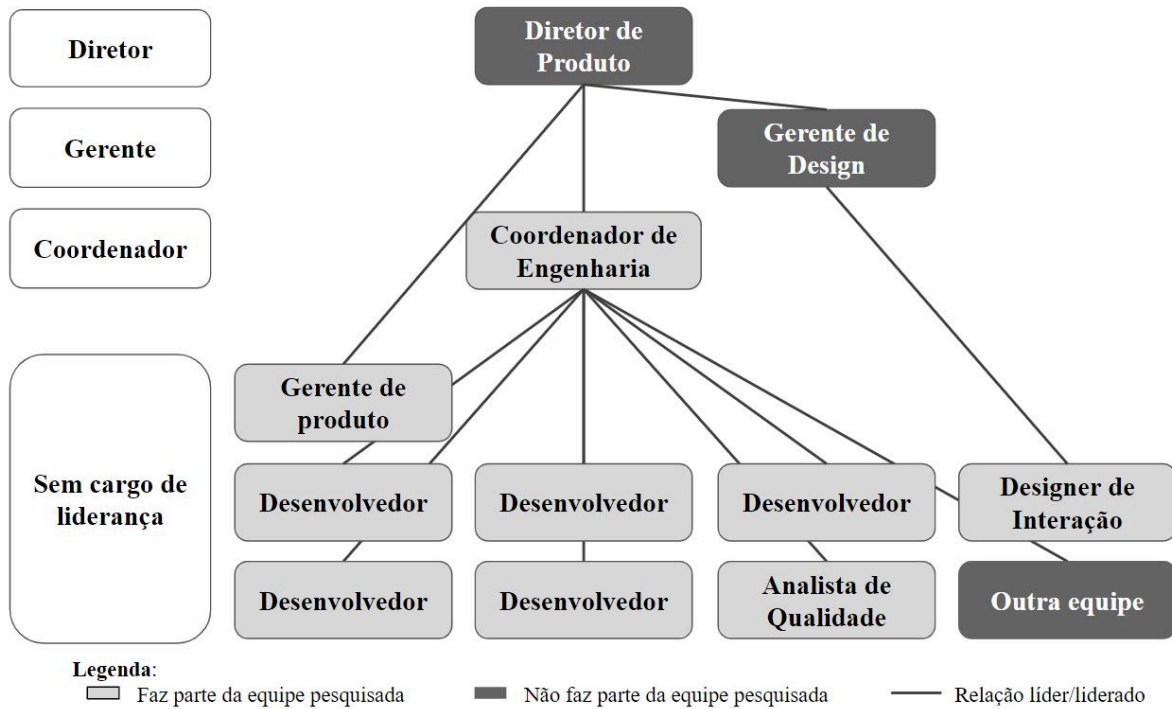 Diretor
Diretor de
Produto
Gerente
Gerente de
Design
Coordenador
Coordenador de
Engenharia
Sem cargo de
liderança
Gerente de
produto
Desenvolvedor
Desenvolvedor
Desenvolvedor
Designer de
Interação
Desenvolvedor
Desenvolvedor
Analista de
Qualidade
Outra equipe
Legenda:
Faz parte da equipe pesquisada
Não faz parte da equipe pesquisada
Relação líder/liderado